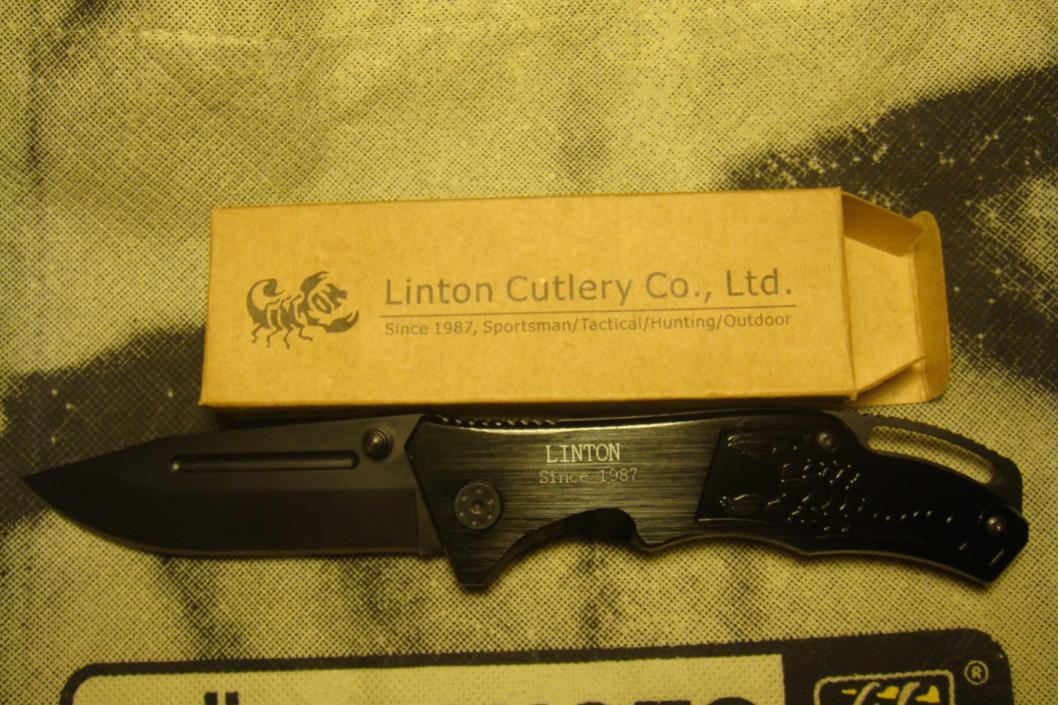 Linton Cutlery Co., Ltd.
Since 1987, Sportsman/Tactical/Hunting/Outdoor
LINTON
Since 1987
®